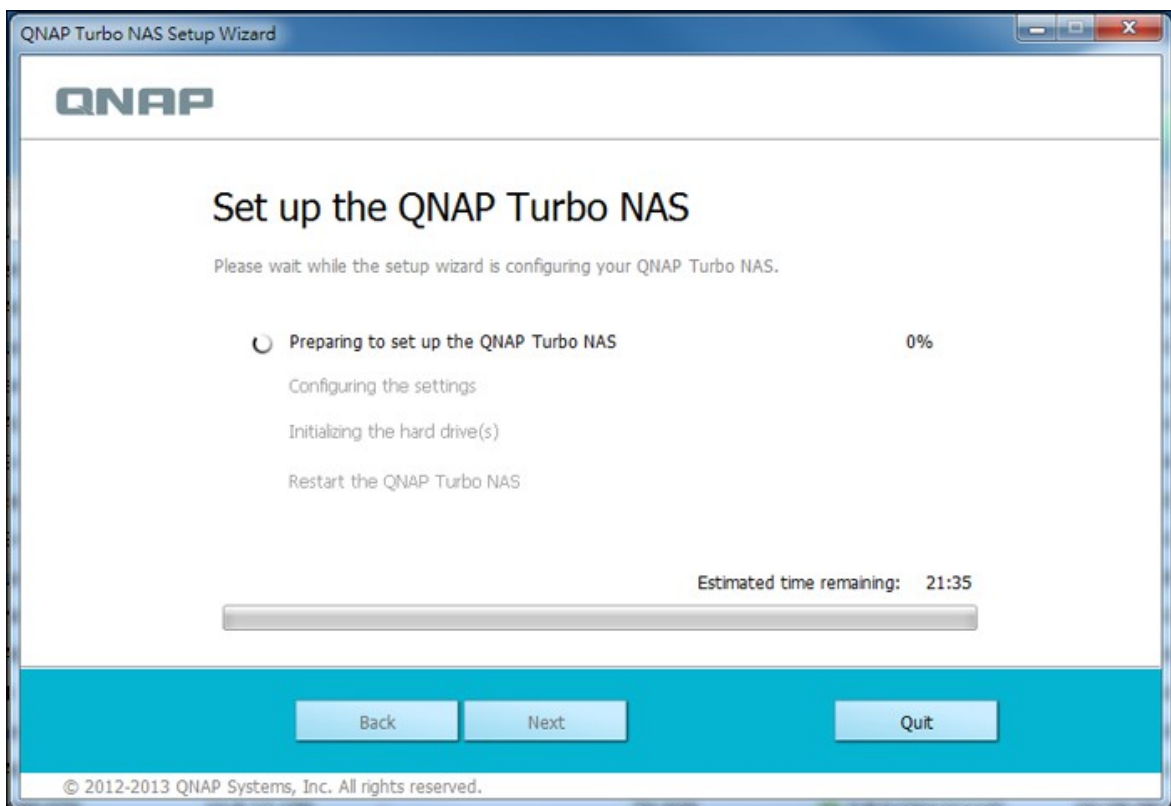 QNAP Turbo NAS Setup Wizard
QNAP
Set up the QNAP Turbo NAS
Please wait while the setup wizard is configuring your QNAP Turbo NAS.
Preparing to set up the QNAP Turbo NAS 0%
Configuring the settings
Initializing the hard drive(s)
Restart the QNAP Turbo NAS
Estimated time remaining: 21:35
Back Next Quit
© 2012-2013 QNAP Systems, Inc. All rights reserved.